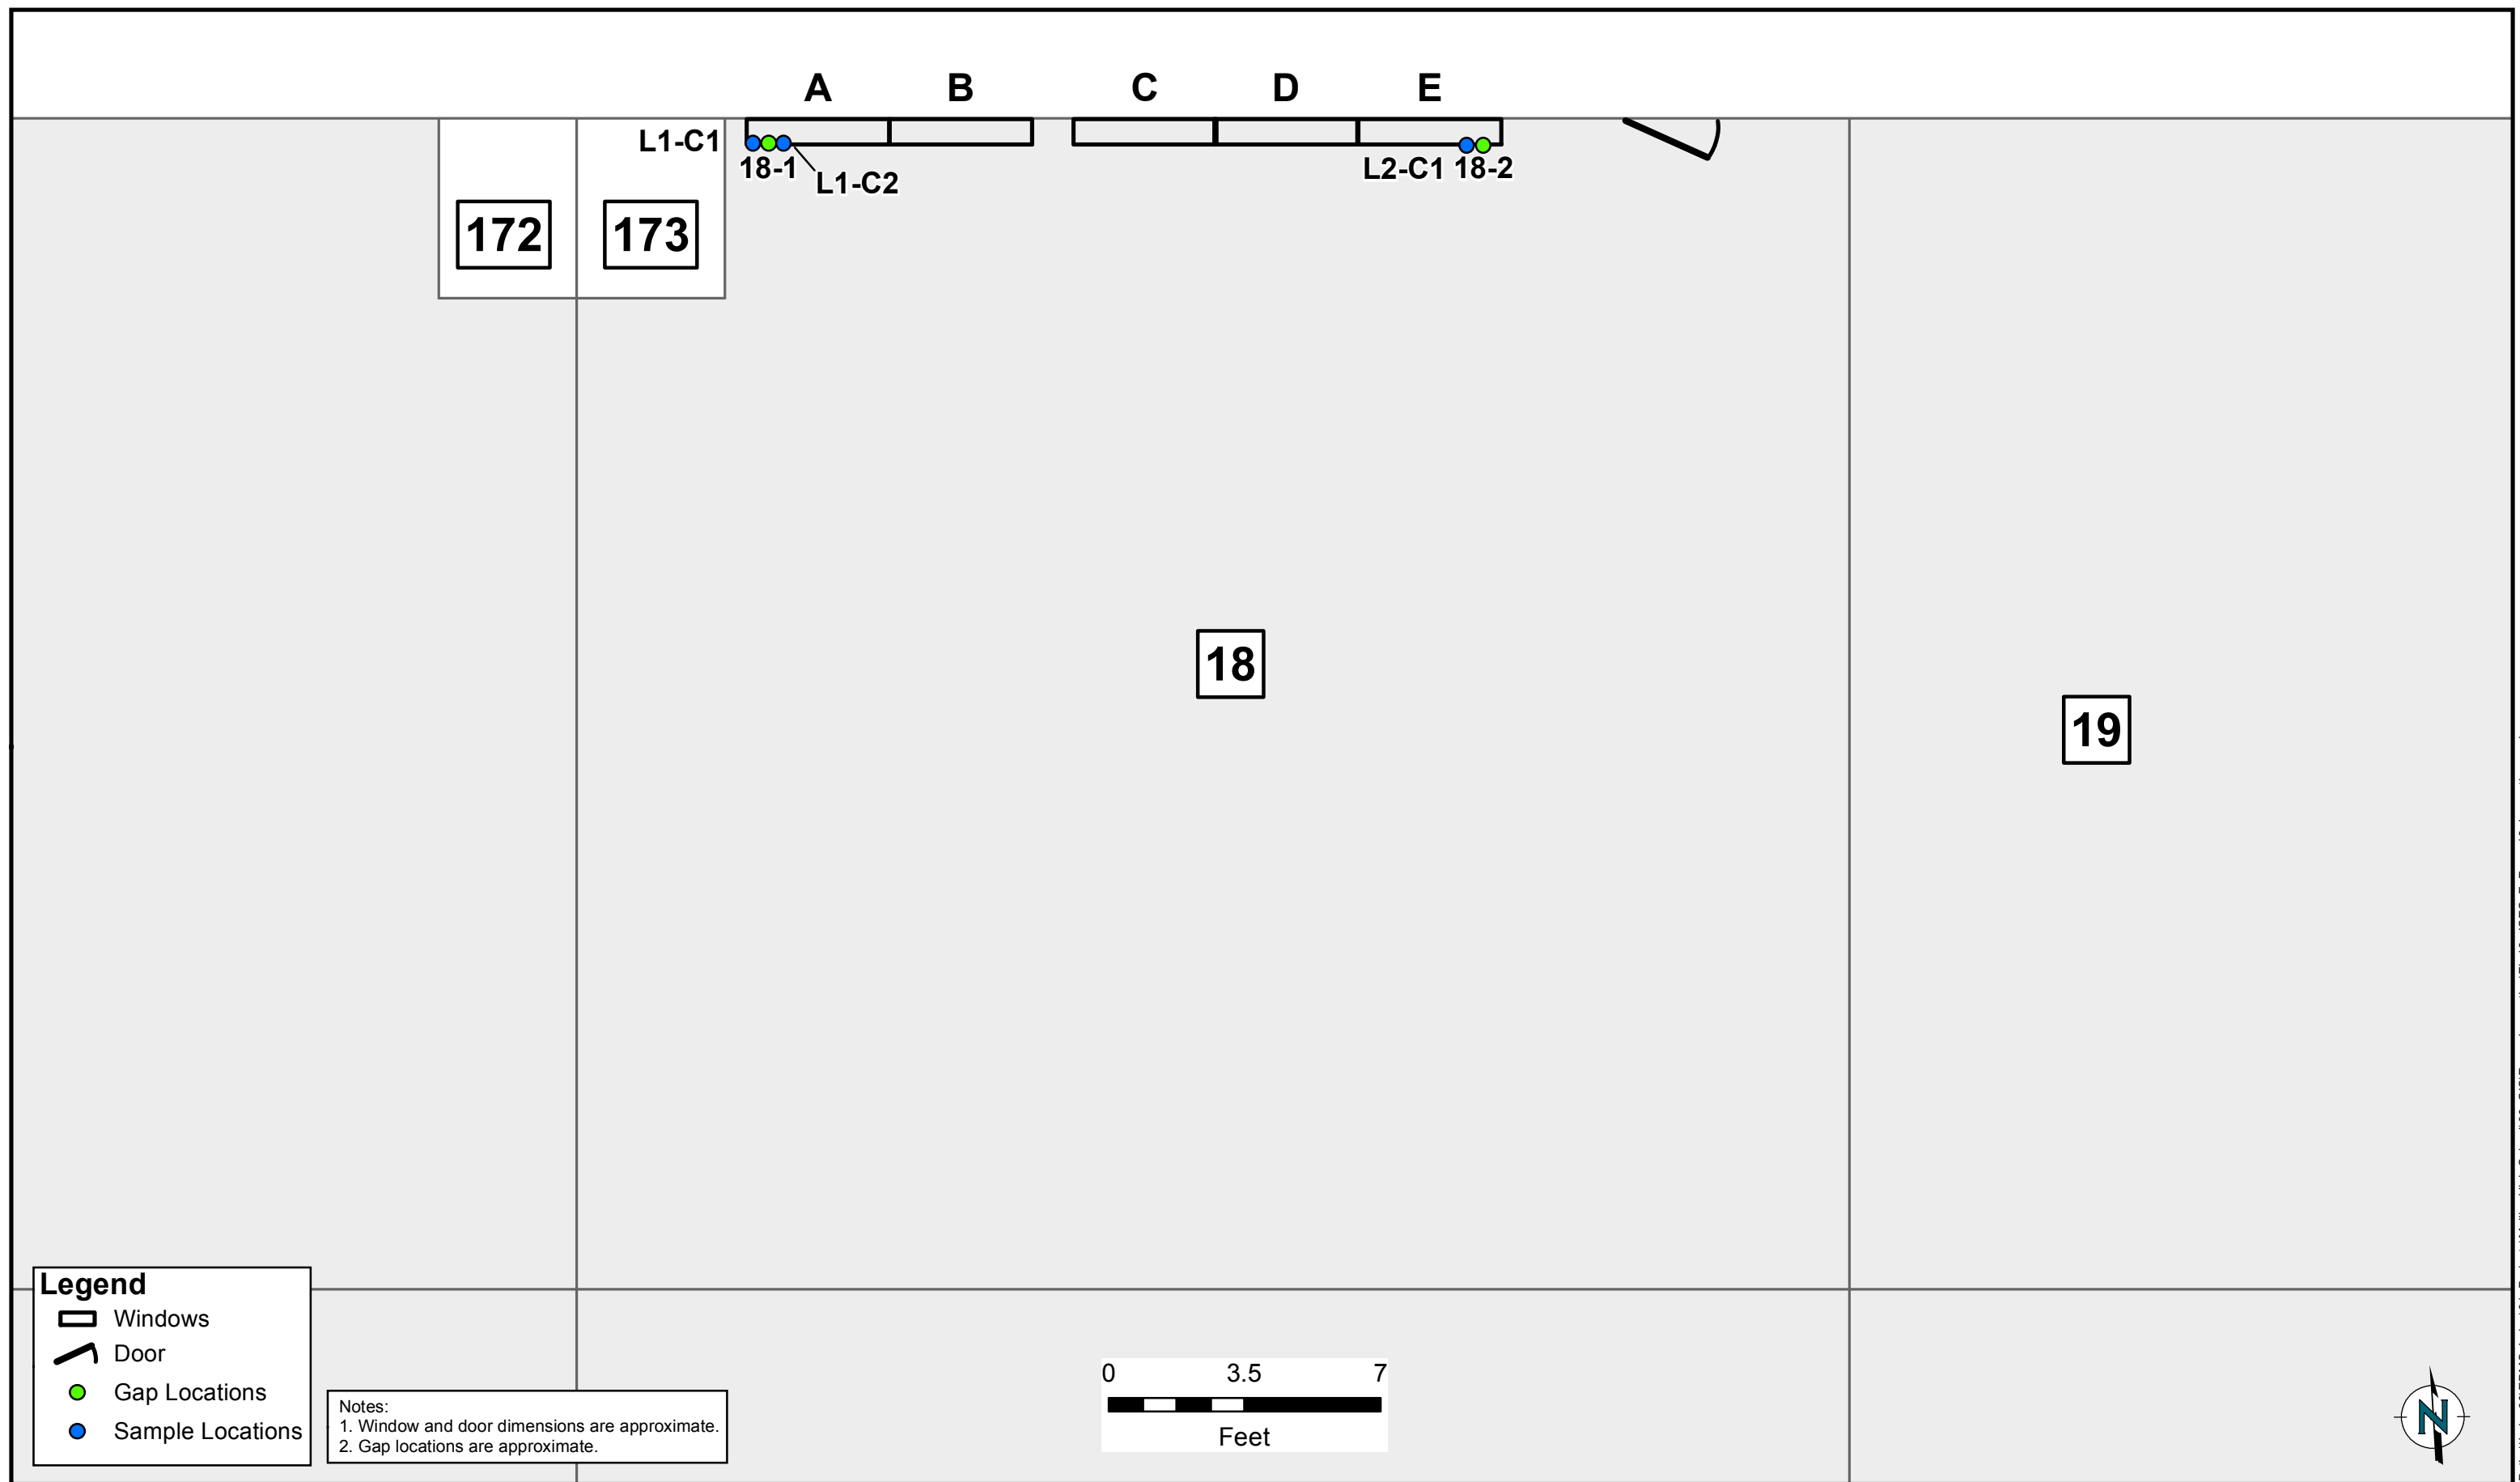 A B C D E
L1-C1
18-1 L1-C2 L2-C1 18-2
172 173
18
19
Legend
Windows
Door
Gap Locations
Sample Locations
Notes:
1. Window and door dimensions are approximate.
2. Gap locations are approximate.
0 3.5 7
Feet
N